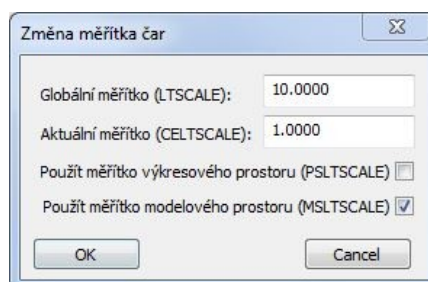 Změna měřítka čar
Globální měřítko (LTSCALE): 10.0000
Aktuální měřítko (CELTSCALE): 1.0000
Použít měřítko výkresového prostoru (PSLTSCALE)
Použít měřítko modelového prostoru (MSLTSCALE)
OK Cancel